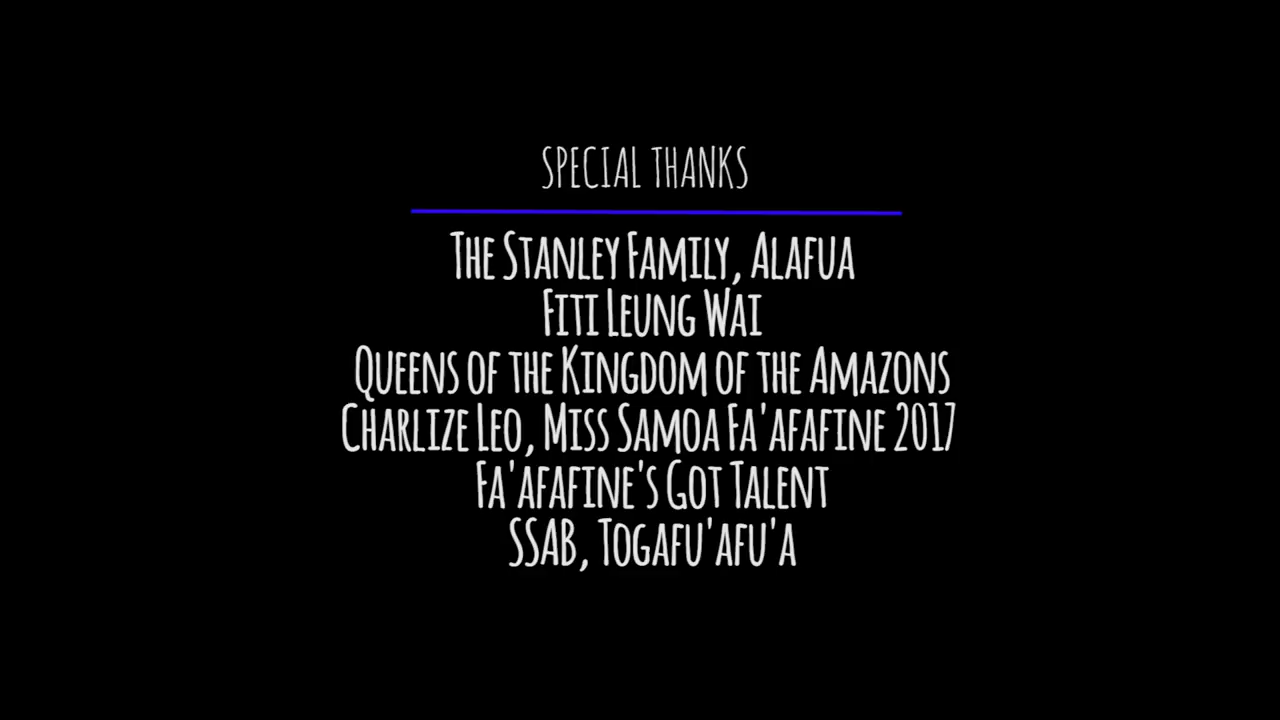 SPECIAL THANKS
THE STANLEY FAMILY, ALAFUA
FITI LEUNG WAI
QUEENS OF THE KINGDOM OF THE AMAZONS
CHARLIZE LEO, MISS SAMOA FA'AFAFINE 2017
FA'AFAFINE'S GOT TALENT
SSAB, TOGAFU'AFU'A